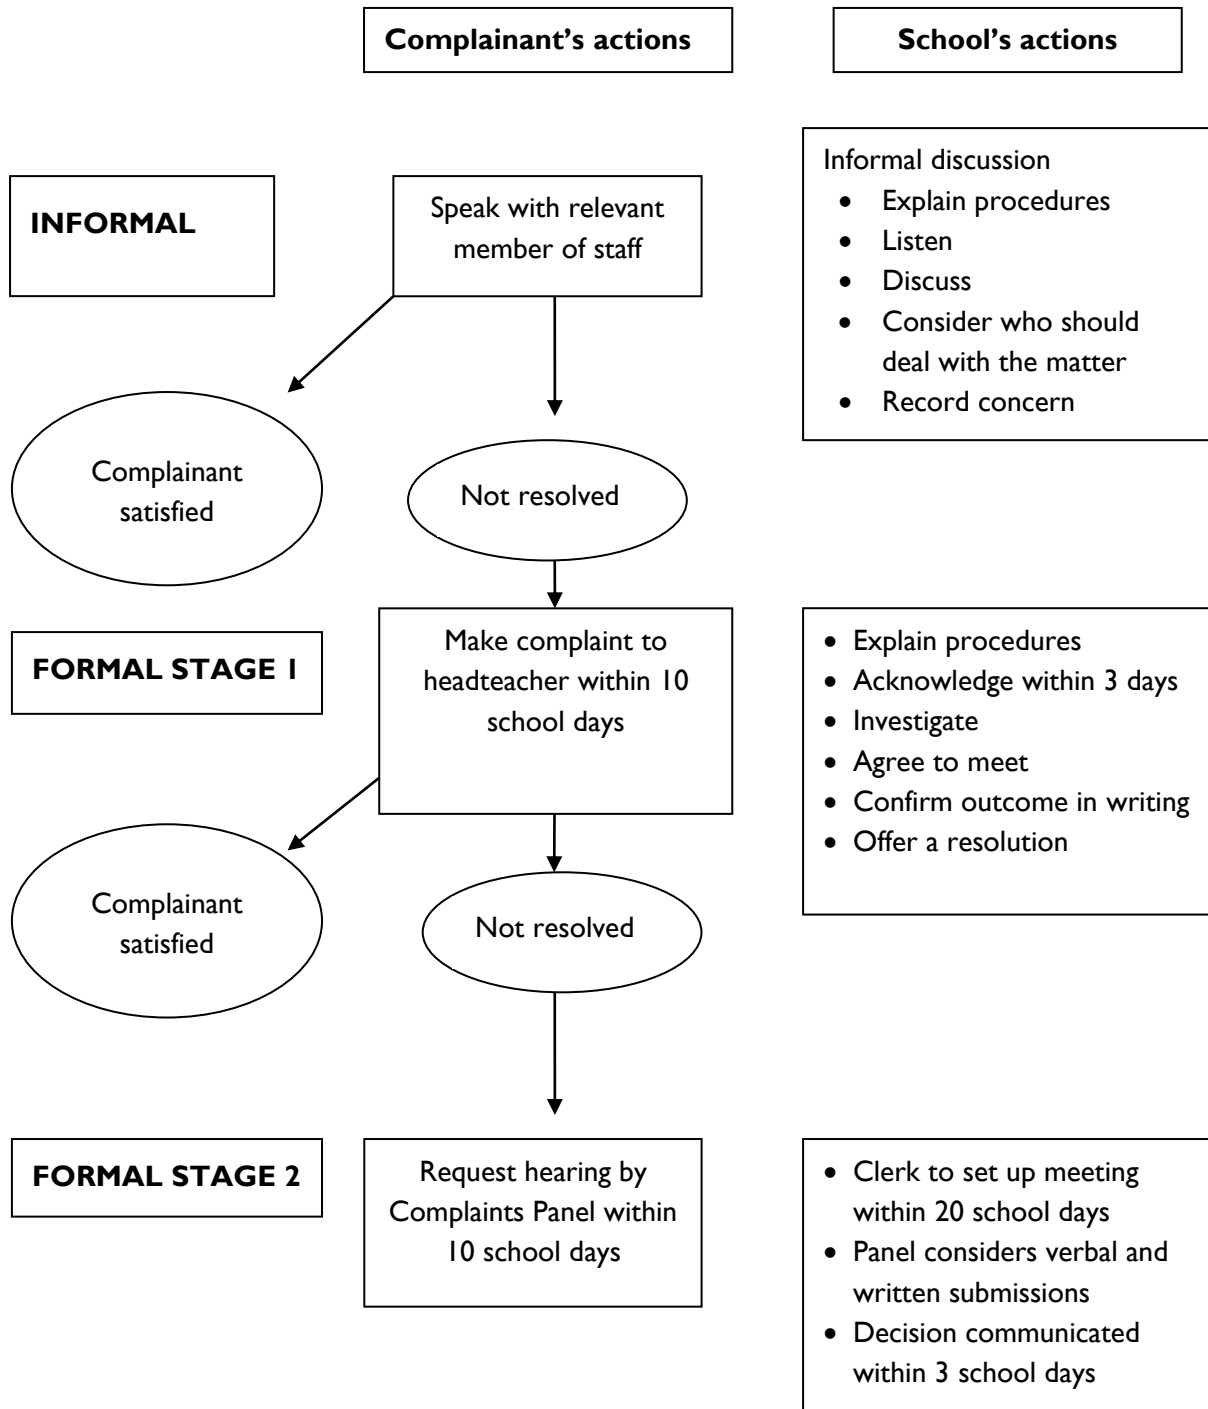 Complainant’s actions
School’s actions
INFORMAL
Speak with relevant
member of staff
Informal discussion
• Explain procedures
• Listen
• Discuss
• Consider who should
deal with the matter
• Record concern
Complainant
satisfied
Not resolved
FORMAL STAGE 1
Make complaint to
headteacher within 10
school days
• Explain procedures
• Acknowledge within 3 days
• Investigate
• Agree to meet
• Confirm outcome in writing
• Offer a resolution
Complainant
satisfied
Not resolved
FORMAL STAGE 2
Request hearing by
Complaints Panel within
10 school days
• Clerk to set up meeting
within 20 school days
• Panel considers verbal and
written submissions
• Decision communicated
within 3 school days